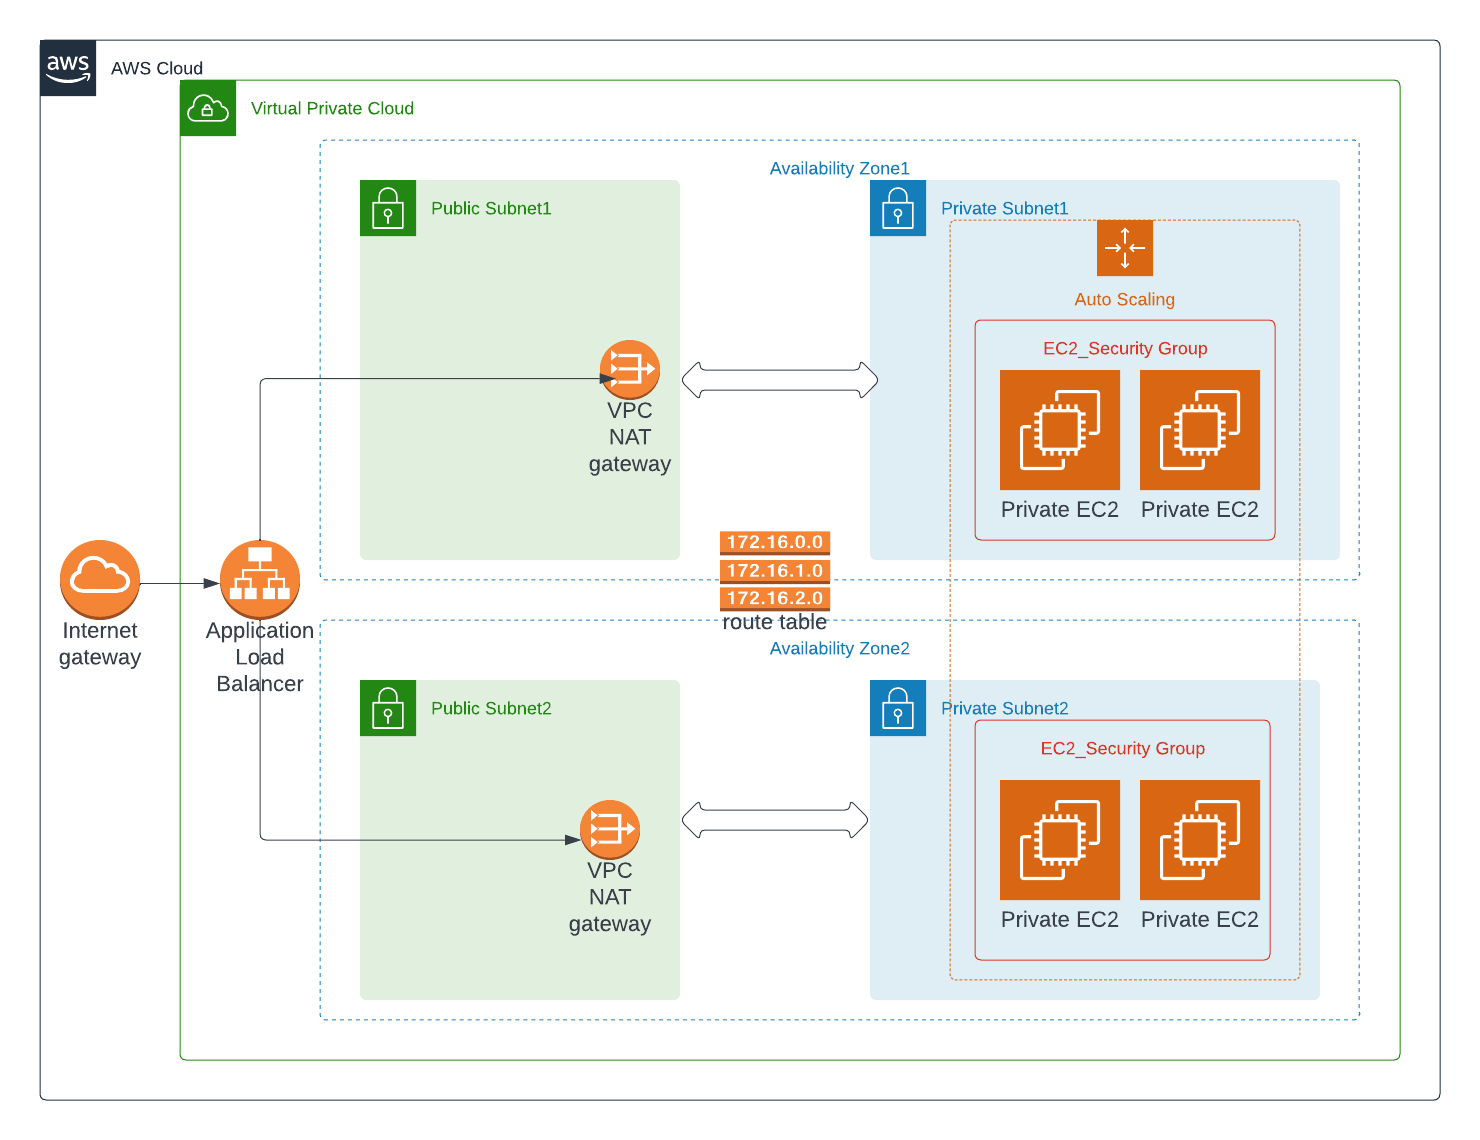 aws
AWS Cloud
Virtual Private Cloud
Availability Zone1
Public Subnet1
Private Subnet1
Auto Scaling
EC2_Security Group
VPC
NAT
gateway
Private EC2
Private EC2
172.16.0.0
172.16.1.0
172.16.2.0
route table
Internet
gateway
Application
Load
Balancer
Availability Zone2
Public Subnet2
Private Subnet2
EC2_Security Group
VPC
NAT
gateway
Private EC2
Private EC2